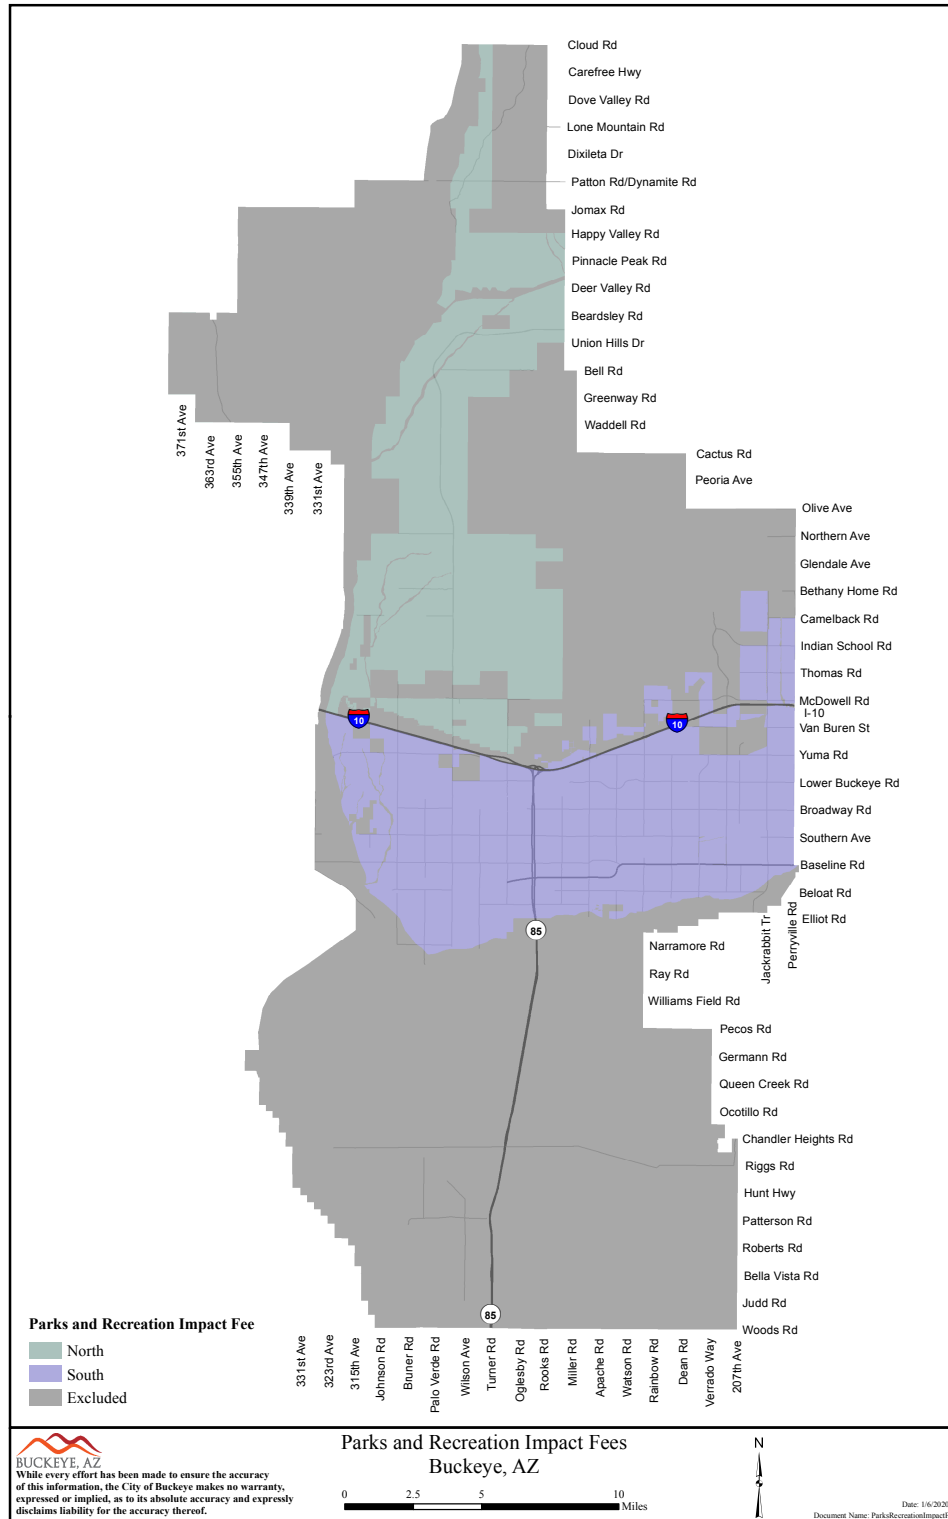 Cloud Rd
Carefree Hwy
Dove Valley Rd
Lone Mountain Rd
Dixileta Dr
Patton Rd/Dynamite Rd
Jomax Rd
Happy Valley Rd
Pinnacle Peak Rd
Deer Valley Rd
Beardsley Rd
Union Hills Dr
Bell Rd
Greenway Rd
Waddell Rd
371st Ave
363rd Ave
355th Ave
347th Ave
339th Ave
331st Ave
Cactus Rd
Peoria Ave
Olive Ave
Northern Ave
Glendale Ave
Bethany Home Rd
Camelback Rd
Indian School Rd
Thomas Rd
McDowell Rd
I-10
10
10
Van Buren St
Yuma Rd
Lower Buckeye Rd
Broadway Rd
Southern Ave
Baseline Rd
Beloat Rd
Elliot Rd
Jackrabbit Tr
Perryville Rd
85
Narramore Rd
Ray Rd
Williams Field Rd
Pecos Rd
Germann Rd
Queen Creek Rd
Ocotillo Rd
Chandler Heights Rd
Riggs Rd
Hunt Hwy
Patterson Rd
Roberts Rd
Bella Vista Rd
Judd Rd
Woods Rd
85
Parks and Recreation Impact Fee
North
South
Excluded
331st Ave
323rd Ave
315th Ave
Johnson Rd
Bruner Rd
Palo Verde Rd
Wilson Ave
Turner Rd
Oglesby Rd
Rooks Rd
Miller Rd
Apache Rd
Watson Rd
Rainbow Rd
Dean Rd
Verrado Way
207th Ave
BUCKEYE, AZ
While every effort has been made to ensure the accuracy
of this information, the City of Buckeye makes no warranty,
expressed or implied, as to its absolute accuracy and expressly
disclaims liability for the accuracy thereof.
Parks and Recreation Impact Fees
Buckeye, AZ
0 2.5 5 10
Miles
N
Date: 1/6/2020
Document Name: ParksRecreationImpactF